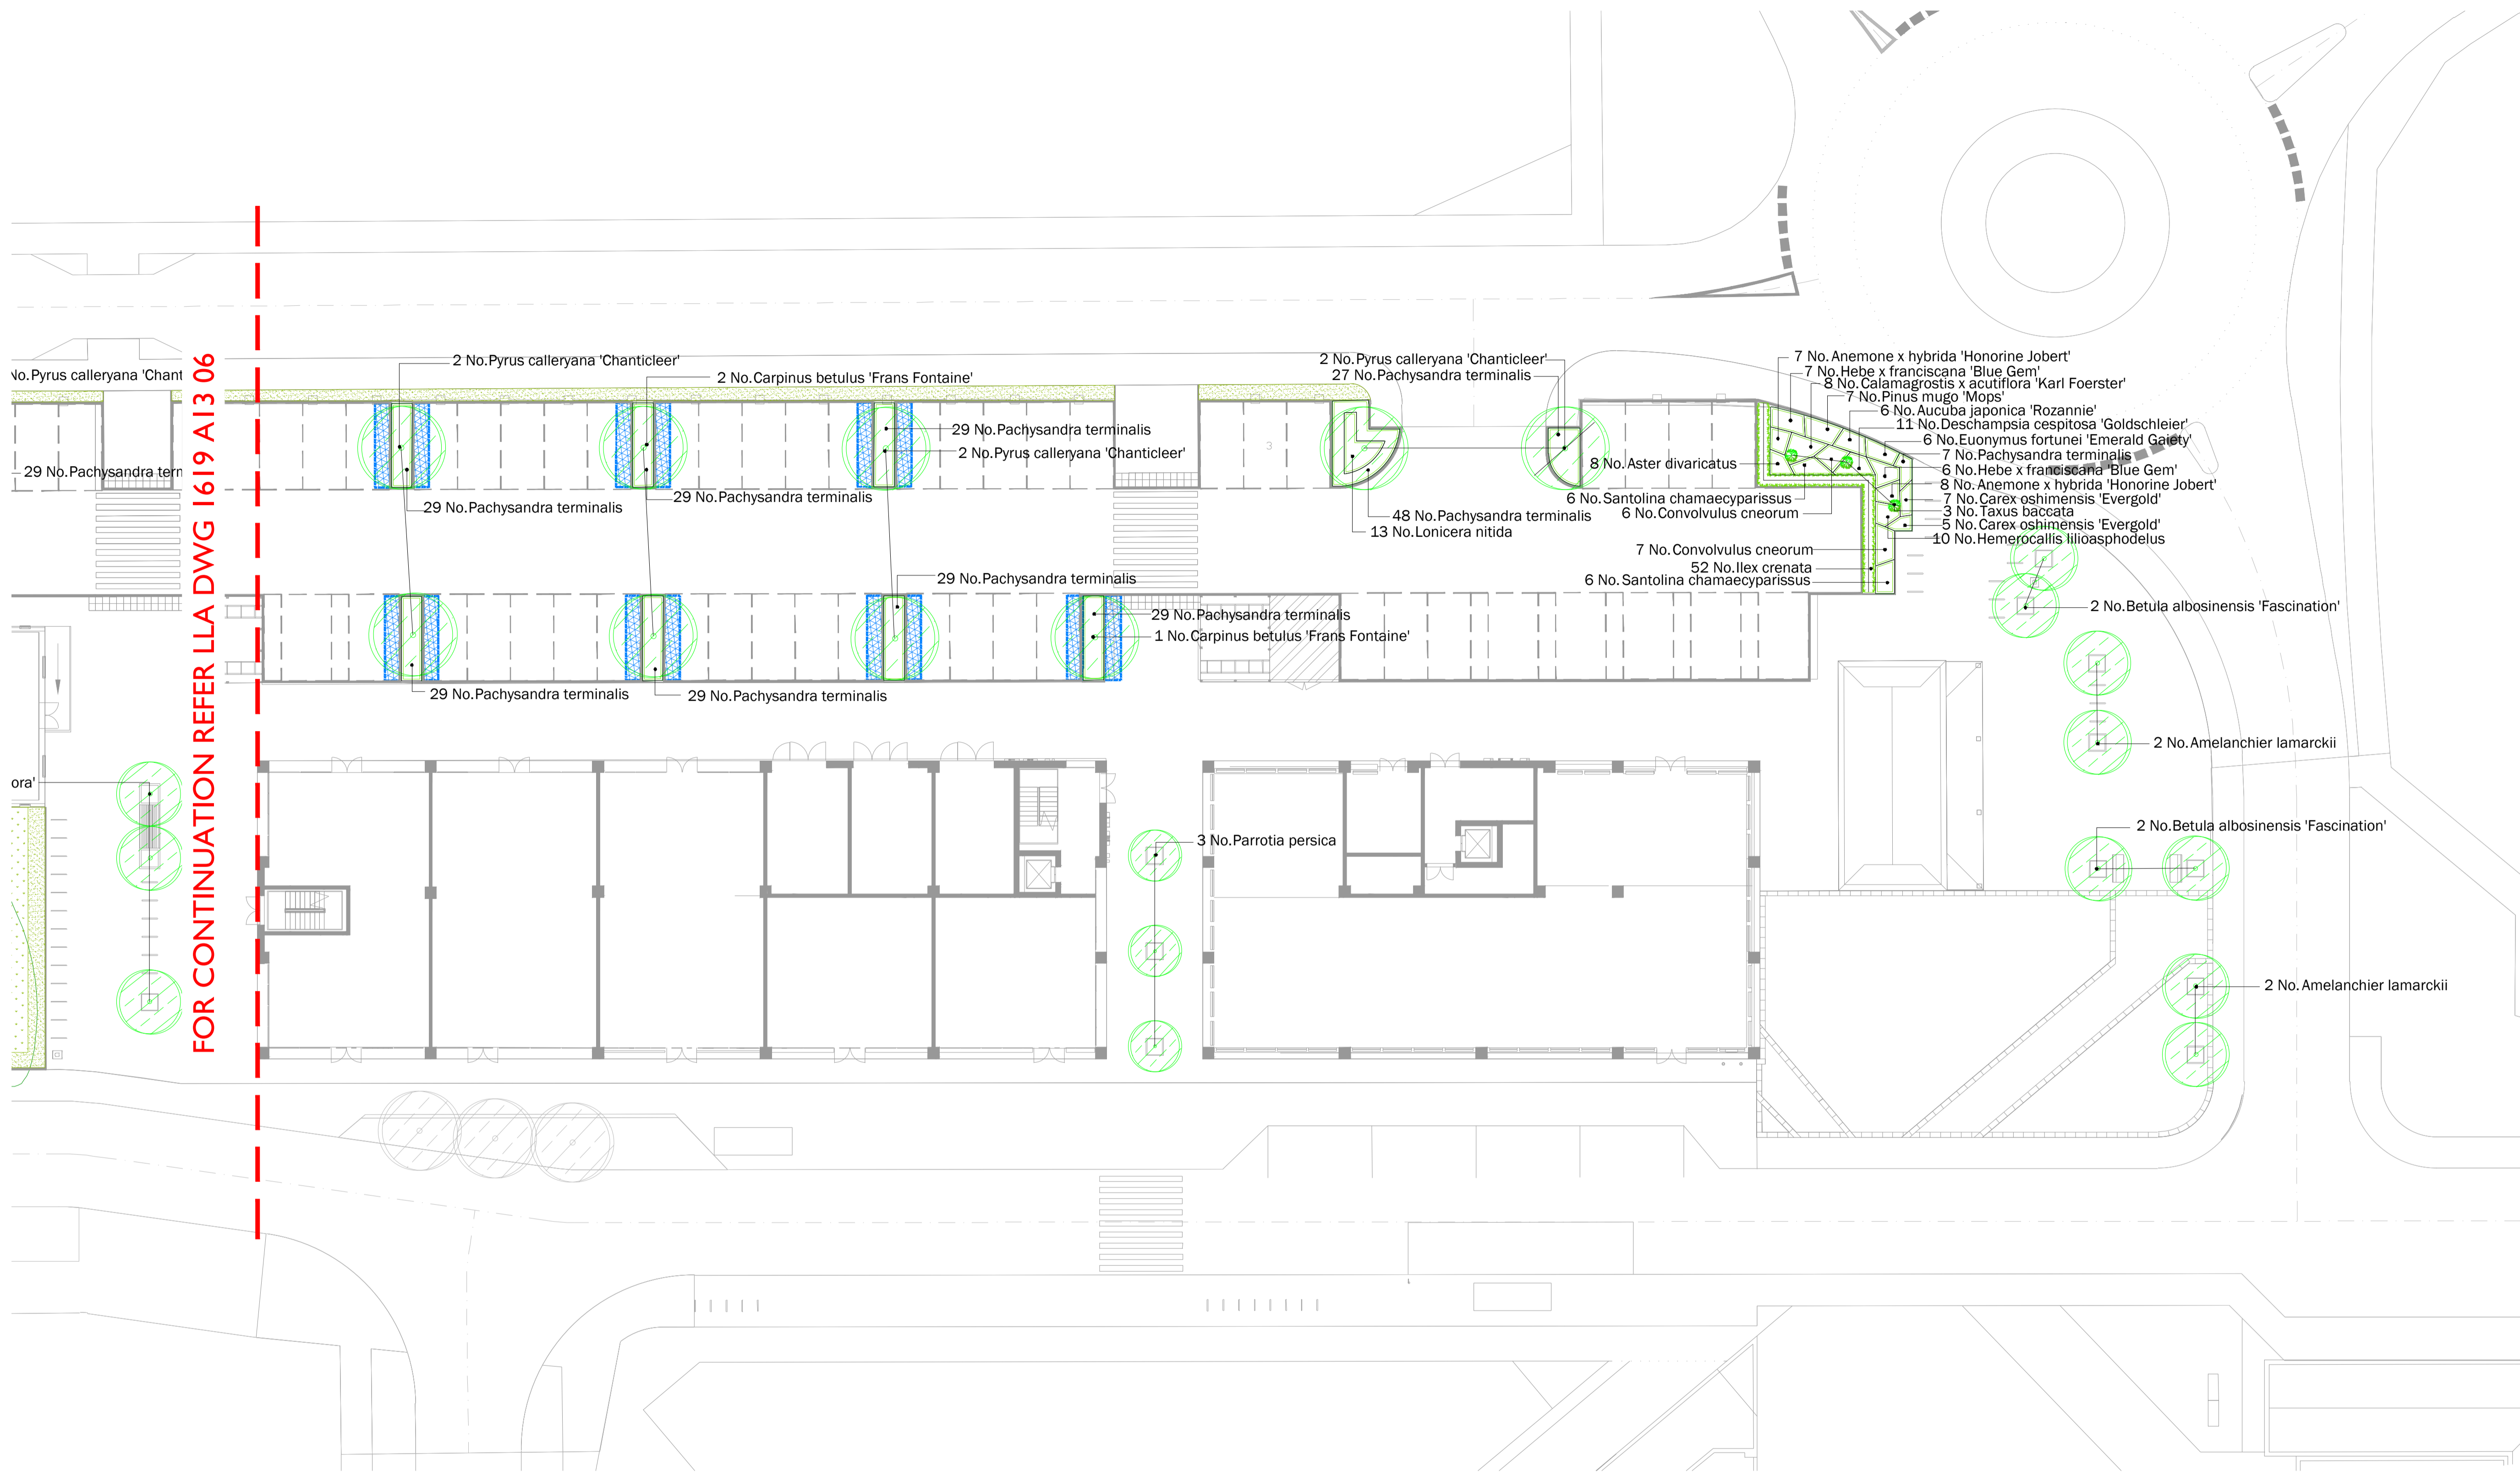 2 No.Pyrus calleryana 'Chanticleer'
No.Pyrus calleryana 'Chant
2 No.Carpinus betulus 'Frans Fontaine'
29 No.Pachysandra terminalis
2 No.Pyrus calleryana 'Chanticleer'
29 No.Pachysandra tern
29 No.Pachysandra terminalis
29 No.Pachysandra terminalis
29 No.Pachysandra terminalis
29 No.Pachysandra terminalis
1 No.Carpinus betulus 'Frans Fontaine'
29 No.Pachysandra terminalis
29 No.Pachysandra terminalis
FOR CONTINUATION REFER LLA DWG 1619 A13 06
ora'
2 No.Pyrus calleryana 'Chanticleer'
27 No.Pachysandra terminalis
3
48 No.Pachysandra terminalis
13 No.Lonicera nitida
7 No.Anemone x hybrida 'Honorine Jobert'
7 No.Hebe x franciscana 'Blue Gem'
8 No.Calamagrostis x acutiflora 'Karl Foerster'
7 No.Pinus mugo 'Mops'
6 No.Aucuba japonica 'Rozannie'
11 No.Deschampsia cespitosa 'Goldschleier'
6 No.Euonymus fortunei 'Emerald Gaiety'
7 No.Pachysandra terminalis
6 No.Hebe x franciscana 'Blue Gem'
8 No.Anemone x hybrida 'Honorine Jobert'
7 No.Carex oshimensis 'Evergold'
3 No.Taxus baccata
5 No.Carex oshimensis 'Evergold'
10 No.Hemerocallis lilioasphodelus
8 No.Aster divaricatus
6 No.Santolina chamaecyparissus
6 No.Convolvulus cneorum
7 No.Convolvulus cneorum
52 No.Ilex crenata
6 No.Santolina chamaecyparissus
2 No.Betula albosinensis 'Fascination'
2 No.Amelanchier lamarckii
2 No.Betula albosinensis 'Fascination'
3 No.Parrotia persica
2 No.Amelanchier lamarckii